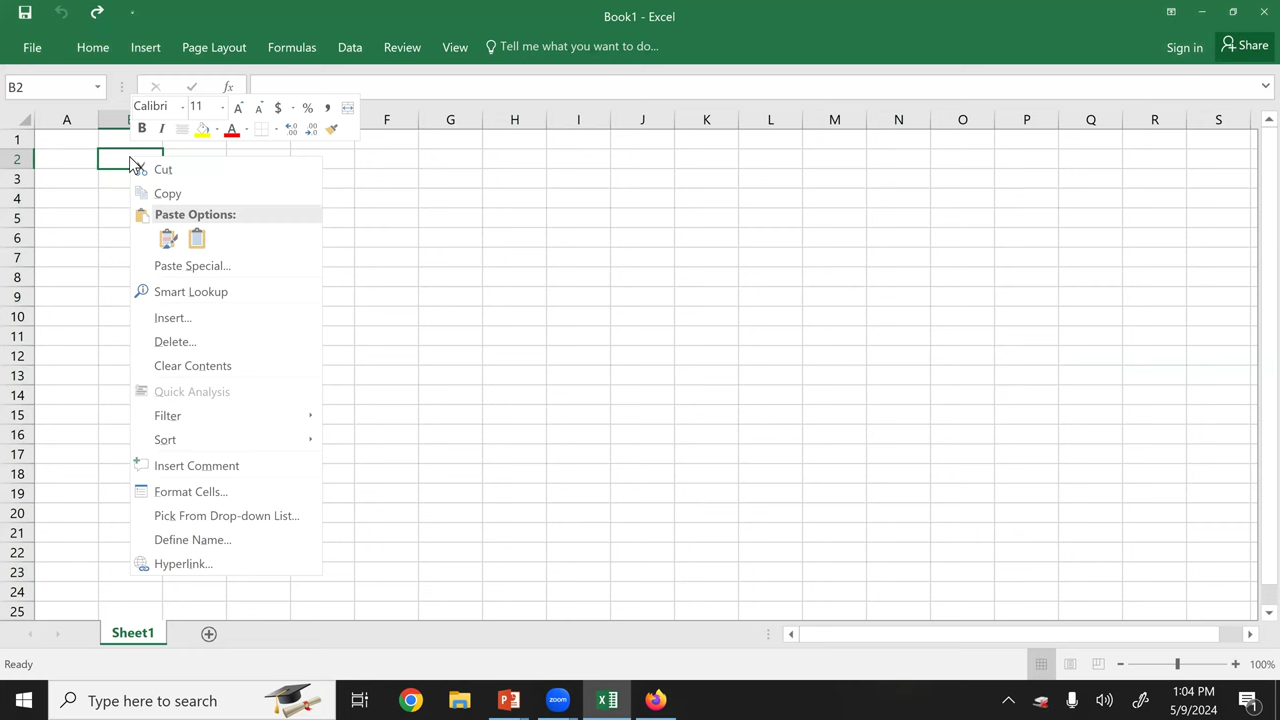 Book1 - Excel
File Home Insert Page Layout Formulas Data Review View Tell me what you want to do... Sign in Share
B2 fx
Calibri 11 A A $ % ,
B I A .00 .00
A F G H I J K L M N O P Q R S
1
2
3
4
5
6
7
8
9
10
11
12
13
14
15
16
17
18
19
20
21
22
23
24
25
Cut
Copy
Paste Options:
Paste Special...
Smart Lookup
Insert...
Delete...
Clear Contents
Quick Analysis
Filter
Sort
Insert Comment
Format Cells...
Pick From Drop-down List...
Define Name...
Hyperlink...
Sheet1
Ready 100%
Type here to search zoom 1:04 PM
5/9/2024 1